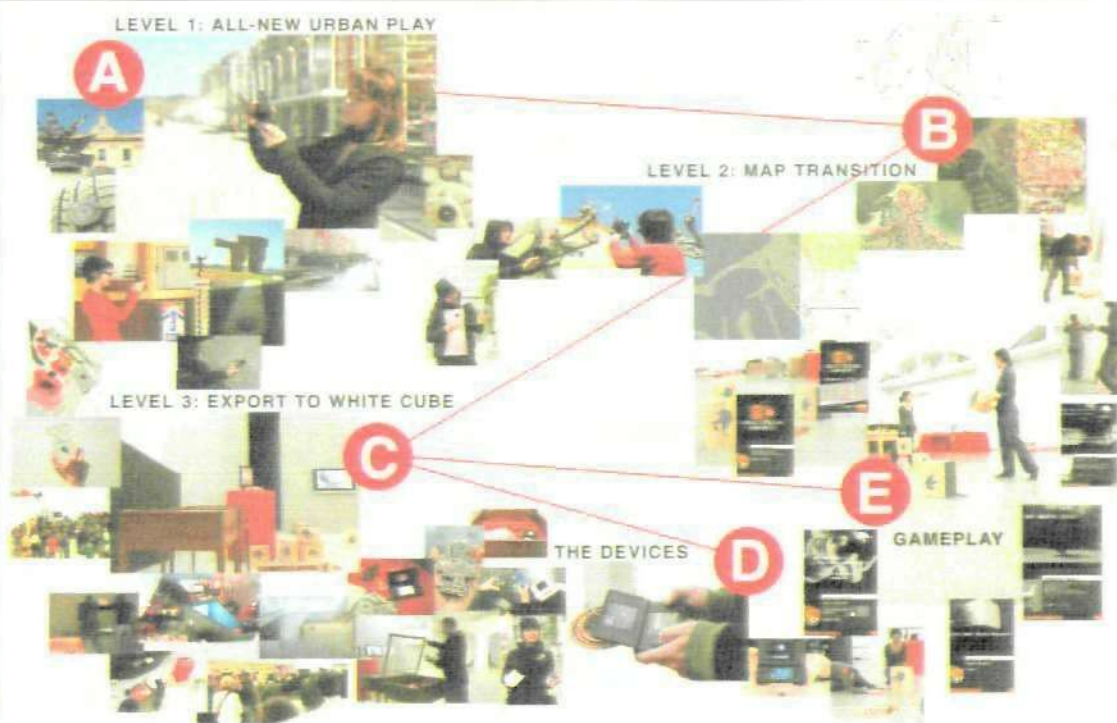 LEVEL 1: ALL-NEW URBAN PLAY
A
B
LEVEL 2: MAP TRANSITION
LEVEL 3: EXPORT TO WHITE CUBE
C
E
THE DEVICES
D
GAMEPLAY